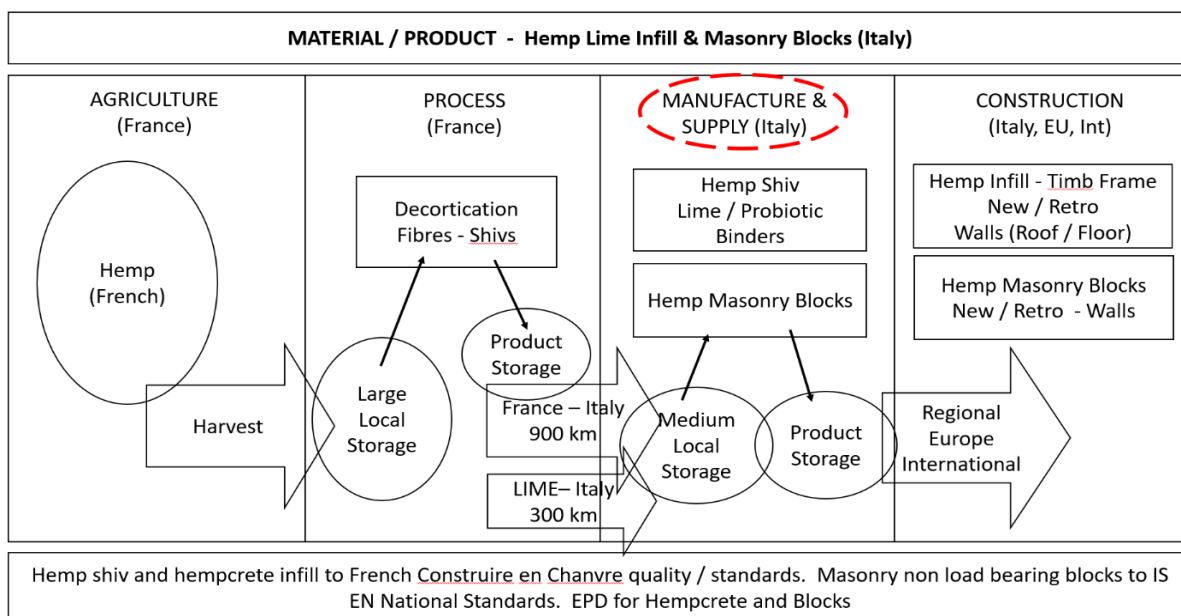 MATERIAL / PRODUCT - Hemp Lime Infill & Masonry Blocks (Italy)
AGRICULTURE
(France)
Hemp
(French)
Harvest
PROCESS
(France)
Decortication
Fibres - Shivs
Large
Local
Storage
Product
Storage
France – Italy
900 km
LIME– Italy
300 km
MANUFACTURE &
SUPPLY (Italy)
Hemp Shiv
Lime / Probiotic
Binders
Hemp Masonry Blocks
Medium
Local
Storage
Product
Storage
CONSTRUCTION
(Italy, EU, Int)
Hemp Infill - Timb Frame
New / Retro
Walls (Roof / Floor)
Hemp Masonry Blocks
New / Retro - Walls
Regional
Europe
International
Hemp shiv and hempcrete infill to French Construire en Chanvre quality / standards. Masonry non load bearing blocks to IS
EN National Standards. EPD for Hempcrete and Blocks